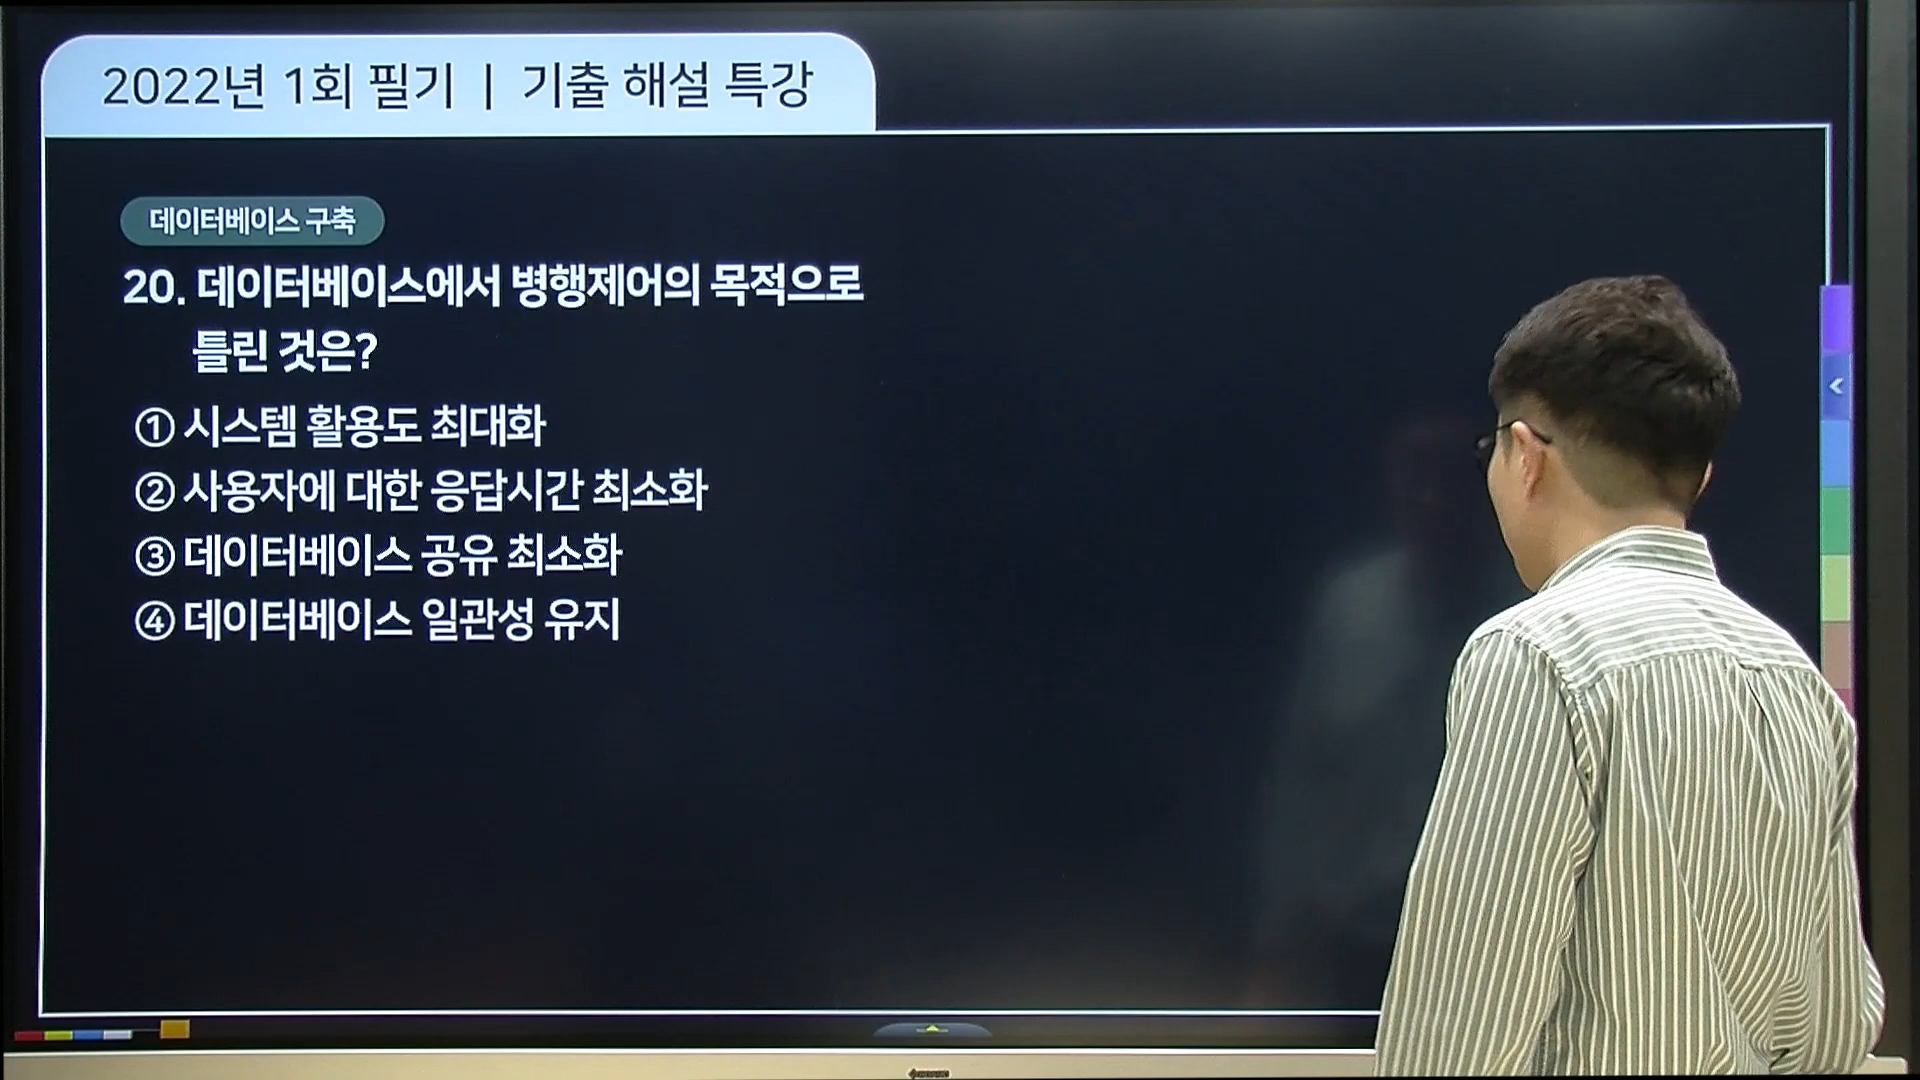 2022년 1회 필기 | 기출 해설 특강
데이터베이스 구축
20. 데이터베이스에서 병행제어의 목적으로
틀린 것은?
① 시스템 활용도 최대화
② 사용자에 대한 응답시간 최소화
③ 데이터베이스 공유 최소화
④ 데이터베이스 일관성 유지